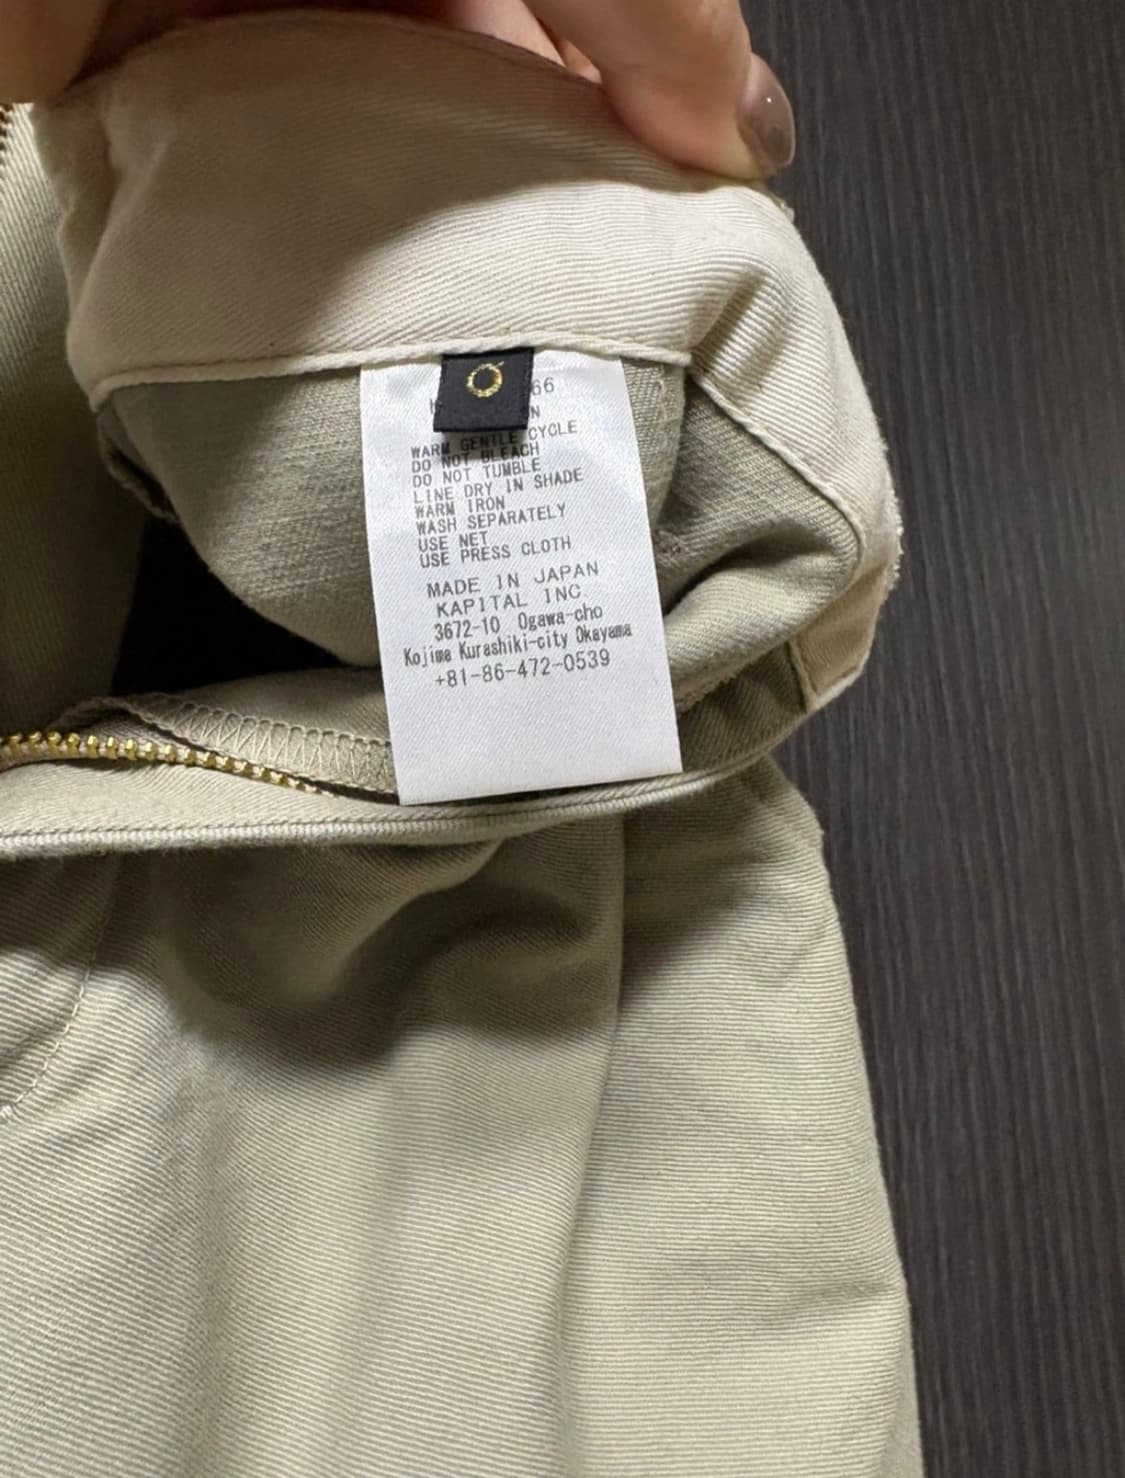 66
WARM GENTLE CYCLE
DO NOT BLEACH
DO NOT TUMBLE
LINE DRY IN SHADE
WARM IRON
WASH SEPARATELY
USE NET
USE PRESS CLOTH
MADE IN JAPAN
KAPITAL INC.
3672-10 Ogawa-cho
Kojima Kurashiki-city Okayama
+81-86-472-0539